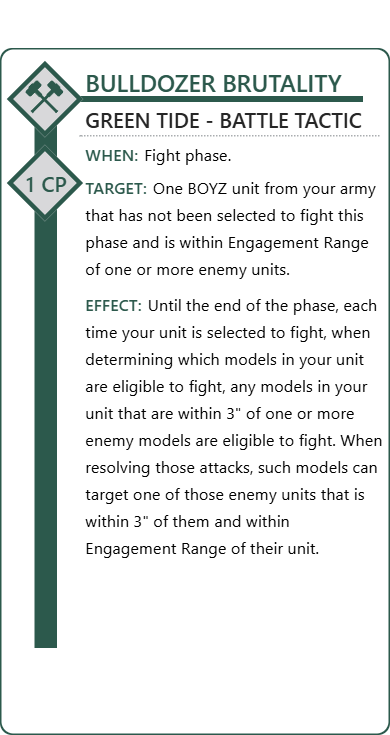 BULLDOZER BRUTALITY
GREEN TIDE - BATTLE TACTIC
WHEN: Fight phase.
1 CP
TARGET: One BOYZ unit from your army
that has not been selected to fight this
phase and is within Engagement Range
of one or more enemy units.
EFFECT: Until the end of the phase, each
time your unit is selected to fight, when
determining which models in your unit
are eligible to fight, any models in your
unit that are within 3" of one or more
enemy models are eligible to fight. When
resolving those attacks, such models can
target one of those enemy units that is
within 3" of them and within
Engagement Range of their unit.